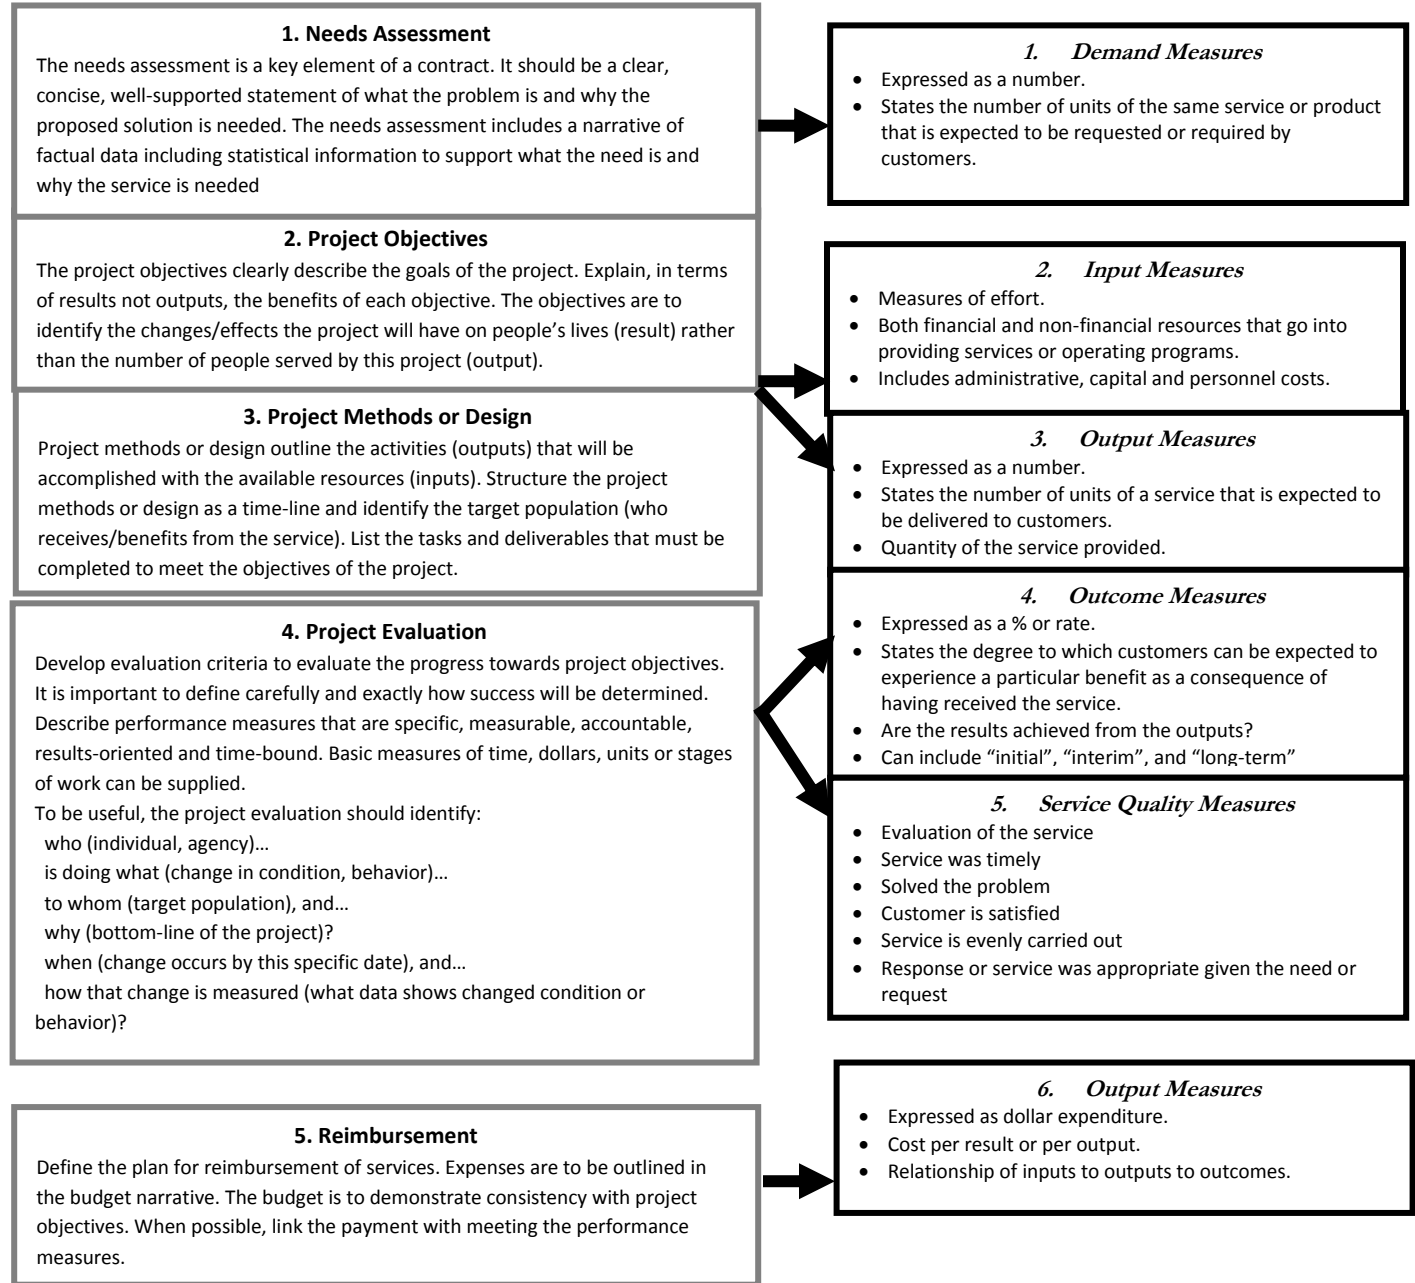 1. Needs Assessment
The needs assessment is a key element of a contract. It should be a clear,
concise, well-supported statement of what the problem is and why the
proposed solution is needed. The needs assessment includes a narrative of
factual data including statistical information to support what the need is and
why the service is needed
2. Project Objectives
The project objectives clearly describe the goals of the project. Explain, in terms
of results not outputs, the benefits of each objective. The objectives are to
identify the changes/effects the project will have on people’s lives (result) rather
than the number of people served by this project (output).
3. Project Methods or Design
Project methods or design outline the activities (outputs) that will be
accomplished with the available resources (inputs). Structure the project
methods or design as a time-line and identify the target population (who
receives/benefits from the service). List the tasks and deliverables that must be
completed to meet the objectives of the project.
4. Project Evaluation
Develop evaluation criteria to evaluate the progress towards project objectives.
It is important to define carefully and exactly how success will be determined.
Describe performance measures that are specific, measurable, accountable,
results-oriented and time-bound. Basic measures of time, dollars, units or stages
of work can be supplied.
To be useful, the project evaluation should identify:
who (individual, agency)…
is doing what (change in condition, behavior)…
to whom (target population), and…
why (bottom-line of the project)?
when (change occurs by this specific date), and…
how that change is measured (what data shows changed condition or
behavior)?
5. Reimbursement
Define the plan for reimbursement of services. Expenses are to be outlined in
the budget narrative. The budget is to demonstrate consistency with project
objectives. When possible, link the payment with meeting the performance
measures.
1. Demand Measures
• Expressed as a number.
• States the number of units of the same service or product
that is expected to be requested or required by
customers.
2. Input Measures
• Measures of effort.
• Both financial and non-financial resources that go into
providing services or operating programs.
• Includes administrative, capital and personnel costs.
3. Output Measures
• Expressed as a number.
• States the number of units of a service that is expected to
be delivered to customers.
• Quantity of the service provided.
4. Outcome Measures
• Expressed as a % or rate.
• States the degree to which customers can be expected to
experience a particular benefit as a consequence of
having received the service.
• Are the results achieved from the outputs?
• Can include “initial”, “interim”, and “long-term”
5. Service Quality Measures
• Evaluation of the service
• Service was timely
• Solved the problem
• Customer is satisfied
• Service is evenly carried out
• Response or service was appropriate given the need or
request
6. Output Measures
• Expressed as dollar expenditure.
• Cost per result or per output.
• Relationship of inputs to outputs to outcomes.